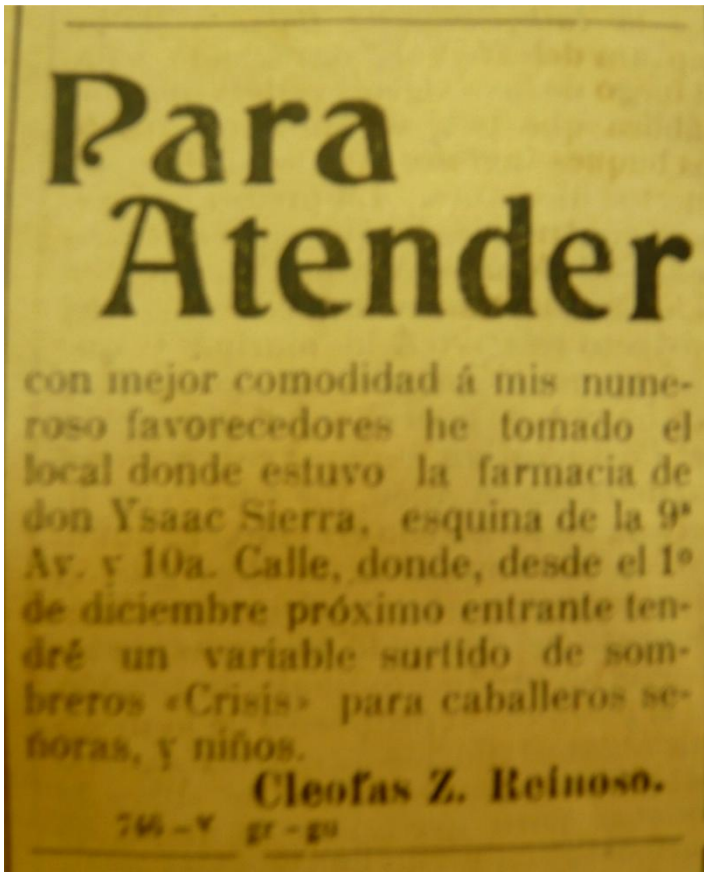 Para
Atender
con mejor comodidad á mis nume-
roso favorecedores he tomado el
local donde estuvo la farmacia de
don Ysaac Sierra, esquina de la 9ª
Av. y 10a. Calle, donde, desde el 1º
de diciembre próximo entrante ten-
dré un variable surtido de som-
breros «Crisis» para caballeros se-
ñoras, y niños.
Cleofas Z. Reinoso.
gr - gu